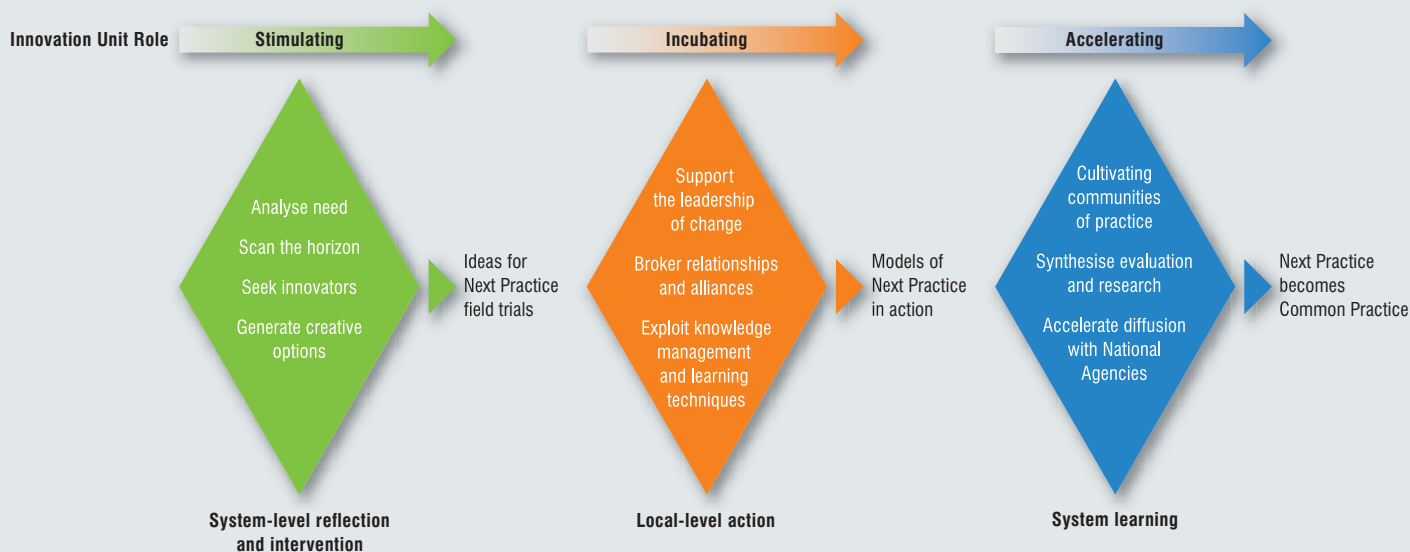 Innovation Unit Role
Stimulating
Incubating
Accelerating
Analyse need
Scan the horizon
Seek innovators
Generate creative
options
Ideas for
Next Practice
field trials
System-level reflection
and intervention
Support
the leadership
of change
Broker relationships
and alliances
Exploit knowledge
management
and learning
techniques
Models of
Next Practice
in action
Local-level action
Cultivating
communities
of practice
Synthesise evaluation
and research
Accelerate diffusion
with National
Agencies
Next Practice
becomes
Common Practice
System learning